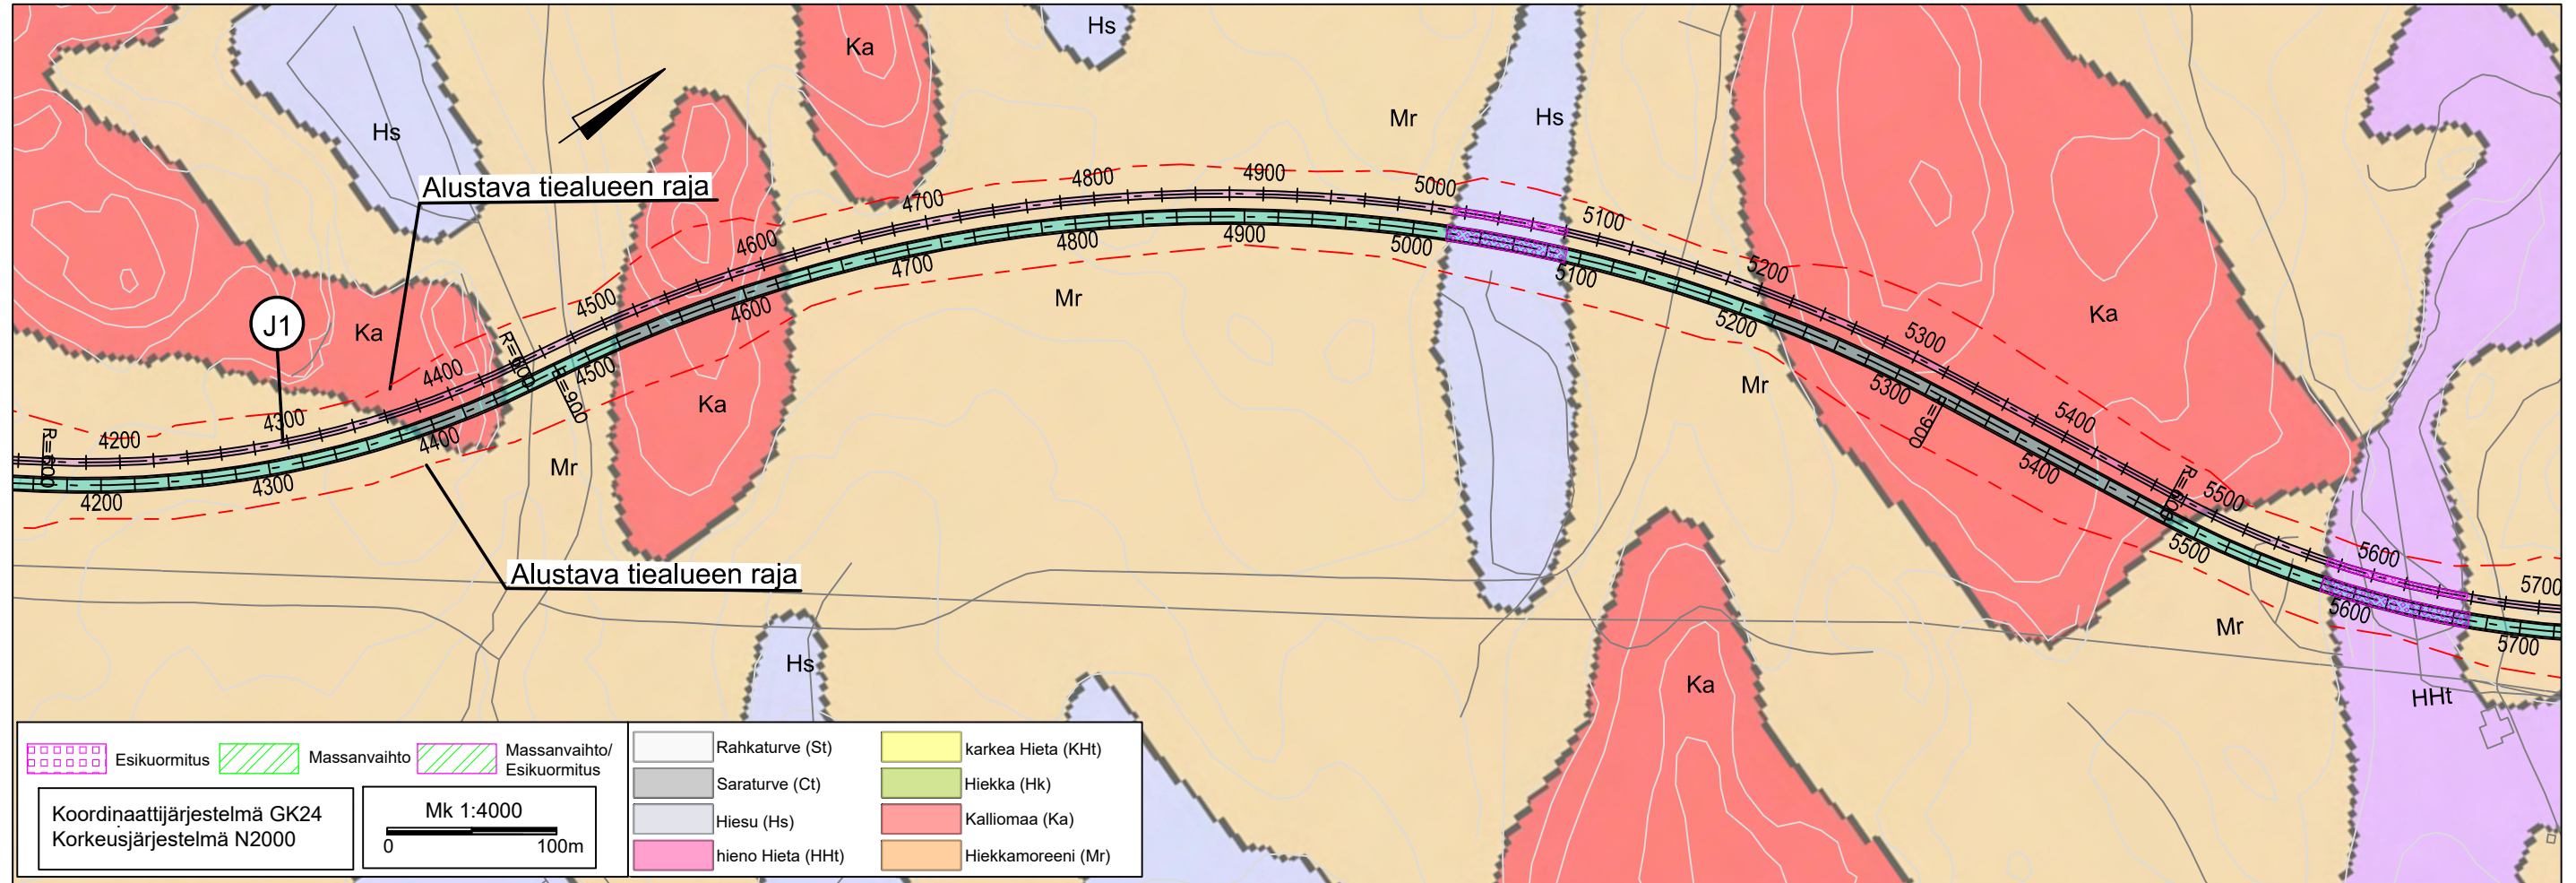 Hs
Ka
Hs
Mr
Hs
Alustava tiealueen raja
4200
4300
4400
4500
4600
4700
4800
4900
5000
5100
5200
5300
5400
5500
5600
5700
4200
4300
4400
4500
4600
4700
4800
4900
5000
5100
5200
5300
5400
5500
5600
5700
R=900
R=900
J1
Ka
Ka
Mr
Mr
Mr
Ka
Mr
Alustava tiealueen raja
Hs
Ka
HHt
Esikuormitus
Massanvaihto
Massanvaihto/
Esikuormitus
Koordinaattijärjestelmä GK24
Korkeusjärjestelmä N2000
Mk 1:4000
0 100m
Rahkaturve (St)
Saraturve (Ct)
Hiesu (Hs)
hieno Hieta (HHt)
karkea Hieta (KHt)
Hiekka (Hk)
Kalliomaa (Ka)
Hiekkamoreeni (Mr)